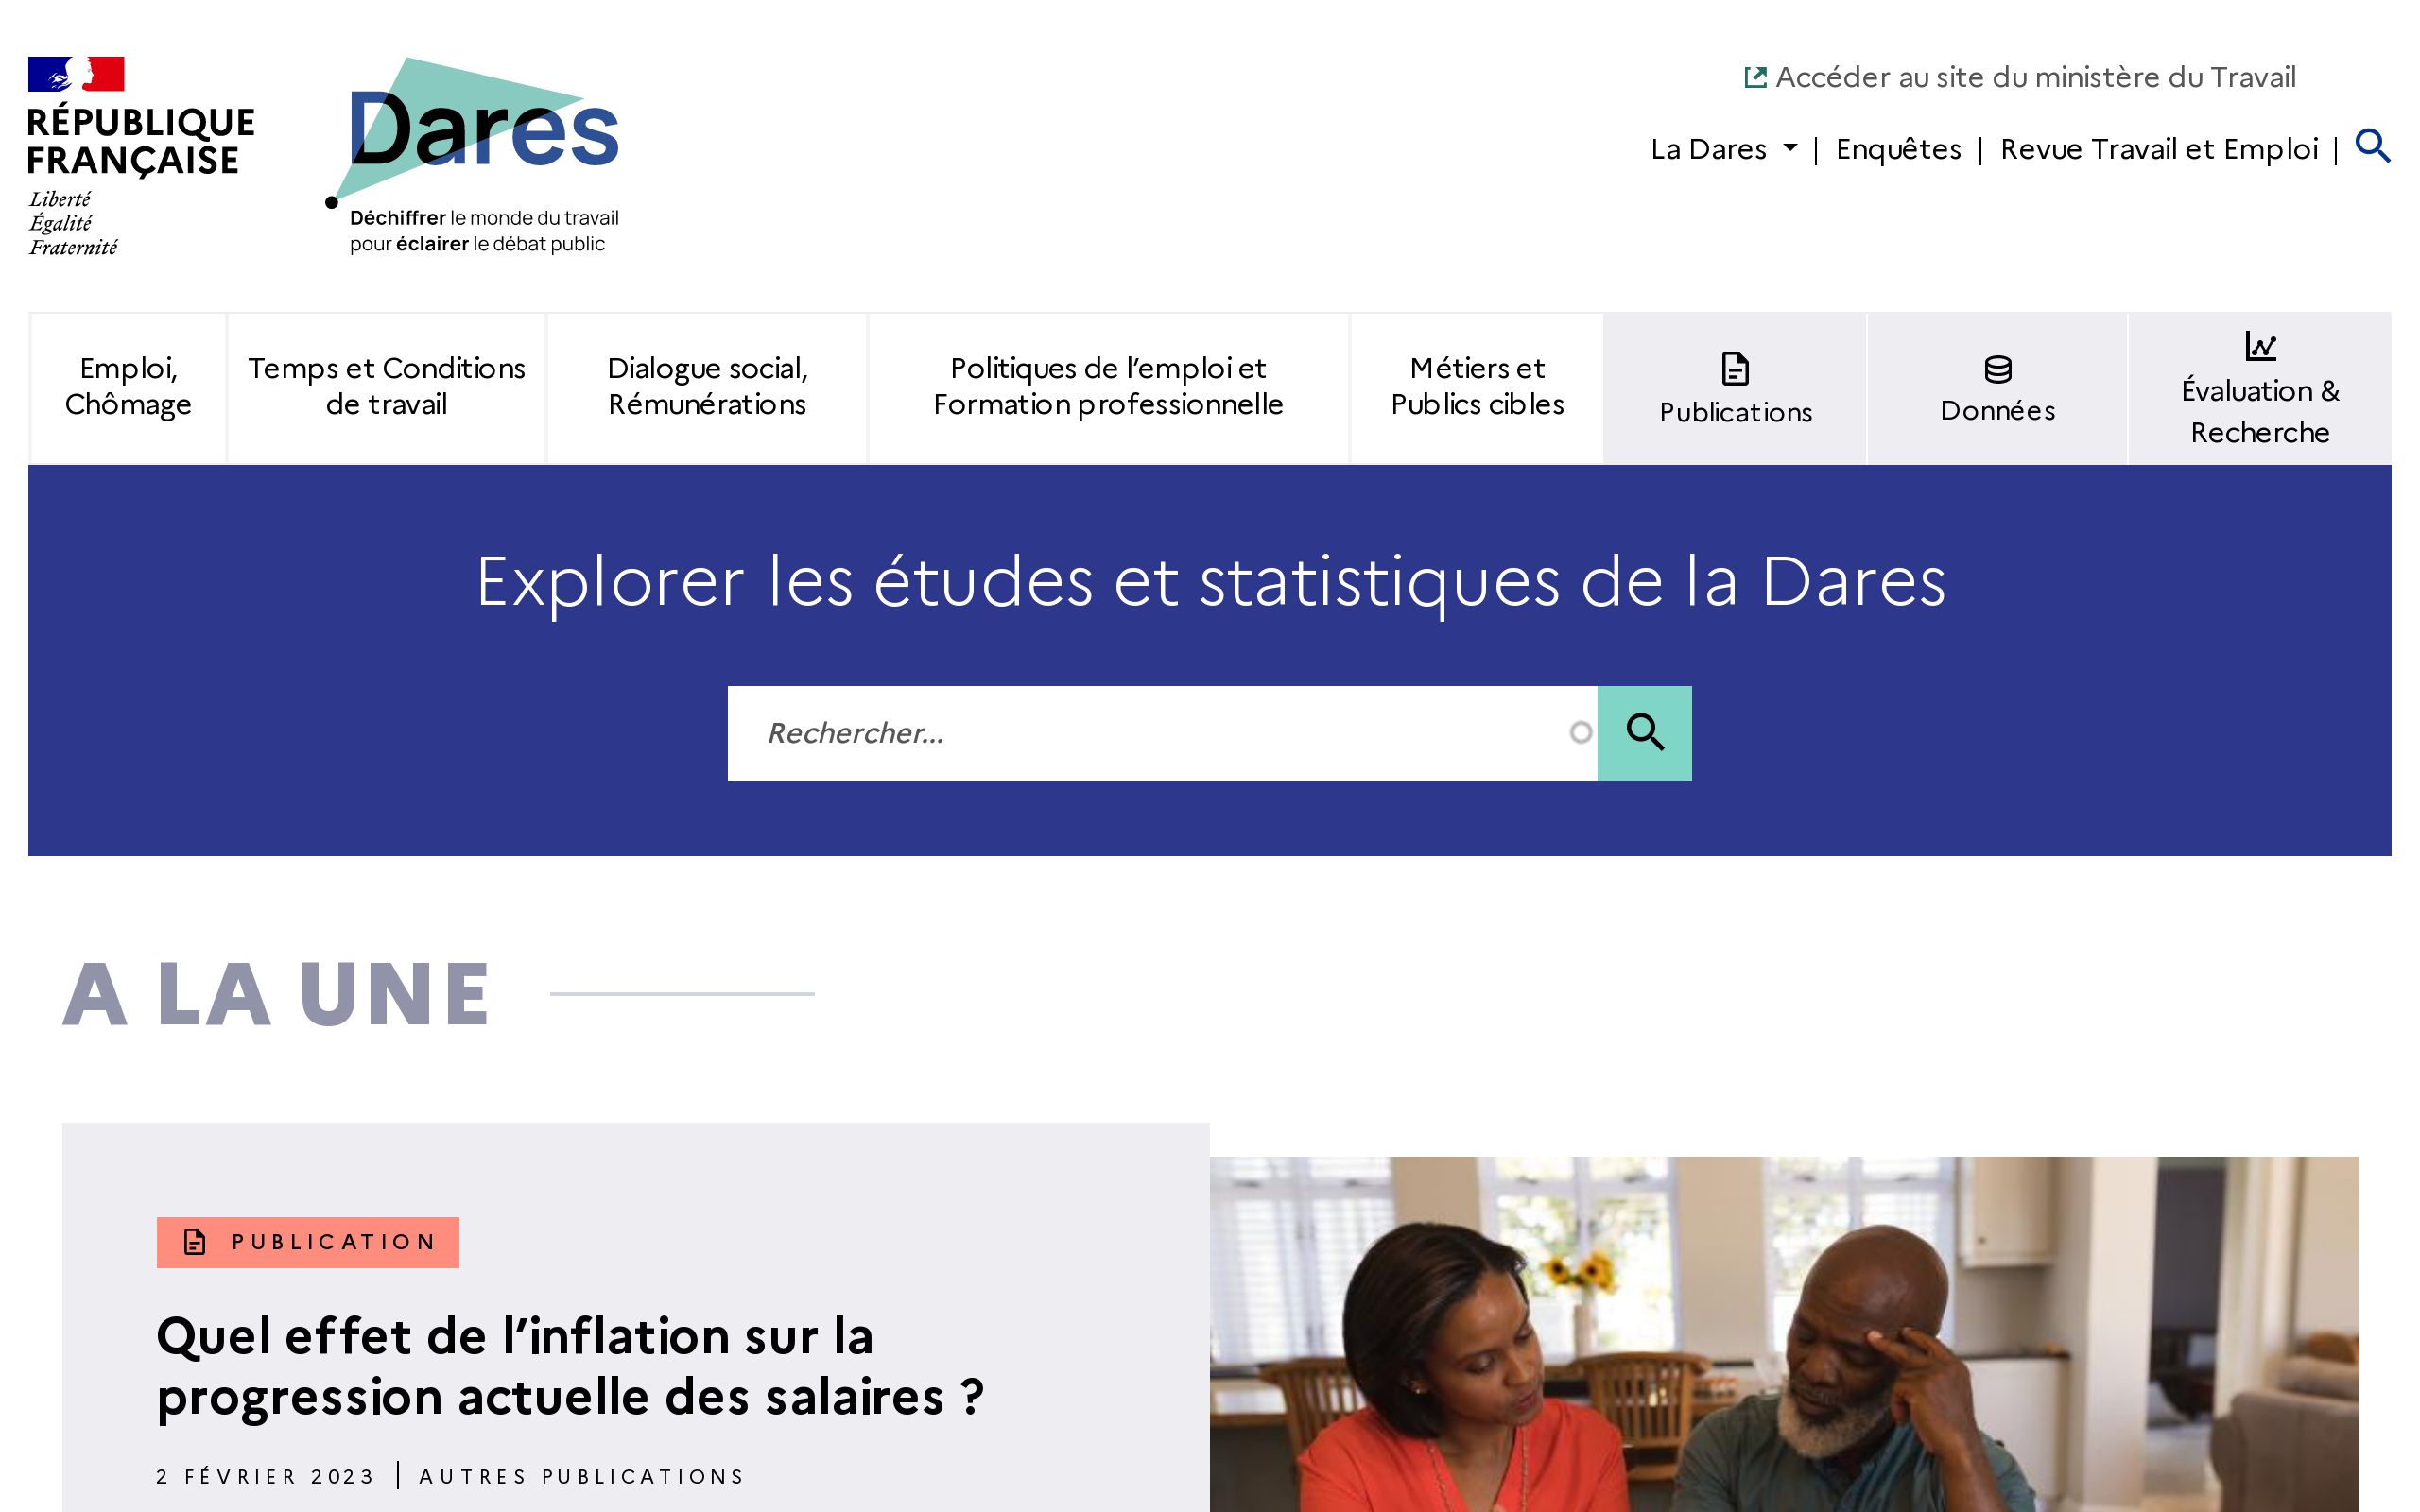 RÉPUBLIQUE
FRANÇAISE
Liberté
Égalité
Fraternité
Dares
Déchiffrer le monde du travail
pour éclairer le débat public
Accéder au site du ministère du Travail
La Dares | Enquêtes | Revue Travail et Emploi |
Emploi,
Chômage
Temps et Conditions
de travail
Dialogue social,
Rémunérations
Politiques de l’emploi et
Formation professionnelle
Métiers et
Publics cibles
Publications
Données
Évaluation &
Recherche
Explorer les études et statistiques de la Dares
Rechercher...
A LA UNE
PUBLICATION
Quel effet de l’inflation sur la
progression actuelle des salaires ?
2 FÉVRIER 2023 | AUTRES PUBLICATIONS